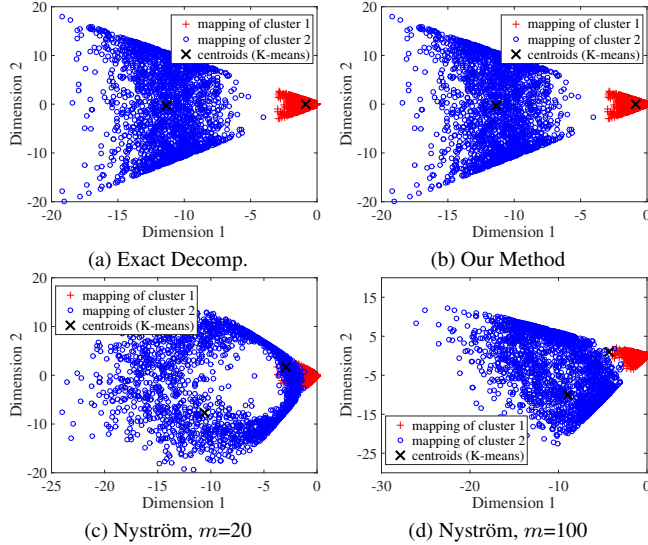 20
10
0
-10
-20
Dimension 2
mapping of cluster 1
mapping of cluster 2
centroids (K-means)
-20 -15 -10 -5 0
Dimension 1
(a) Exact Decomp.
20
10
0
-10
-20
Dimension 2
mapping of cluster 1
mapping of cluster 2
centroids (K-means)
-20 -15 -10 -5 0
Dimension 1
(b) Our Method
20
10
0
-10
-20
Dimension 2
mapping of cluster 1
mapping of cluster 2
centroids (K-means)
-25 -20 -15 -10 -5 0
Dimension 1
(c) Nyström, m=20
15
5
-5
-15
-25
Dimension 2
mapping of cluster 1
mapping of cluster 2
centroids (K-means)
-30 -20 -10 0
Dimension 1
(d) Nyström, m=100